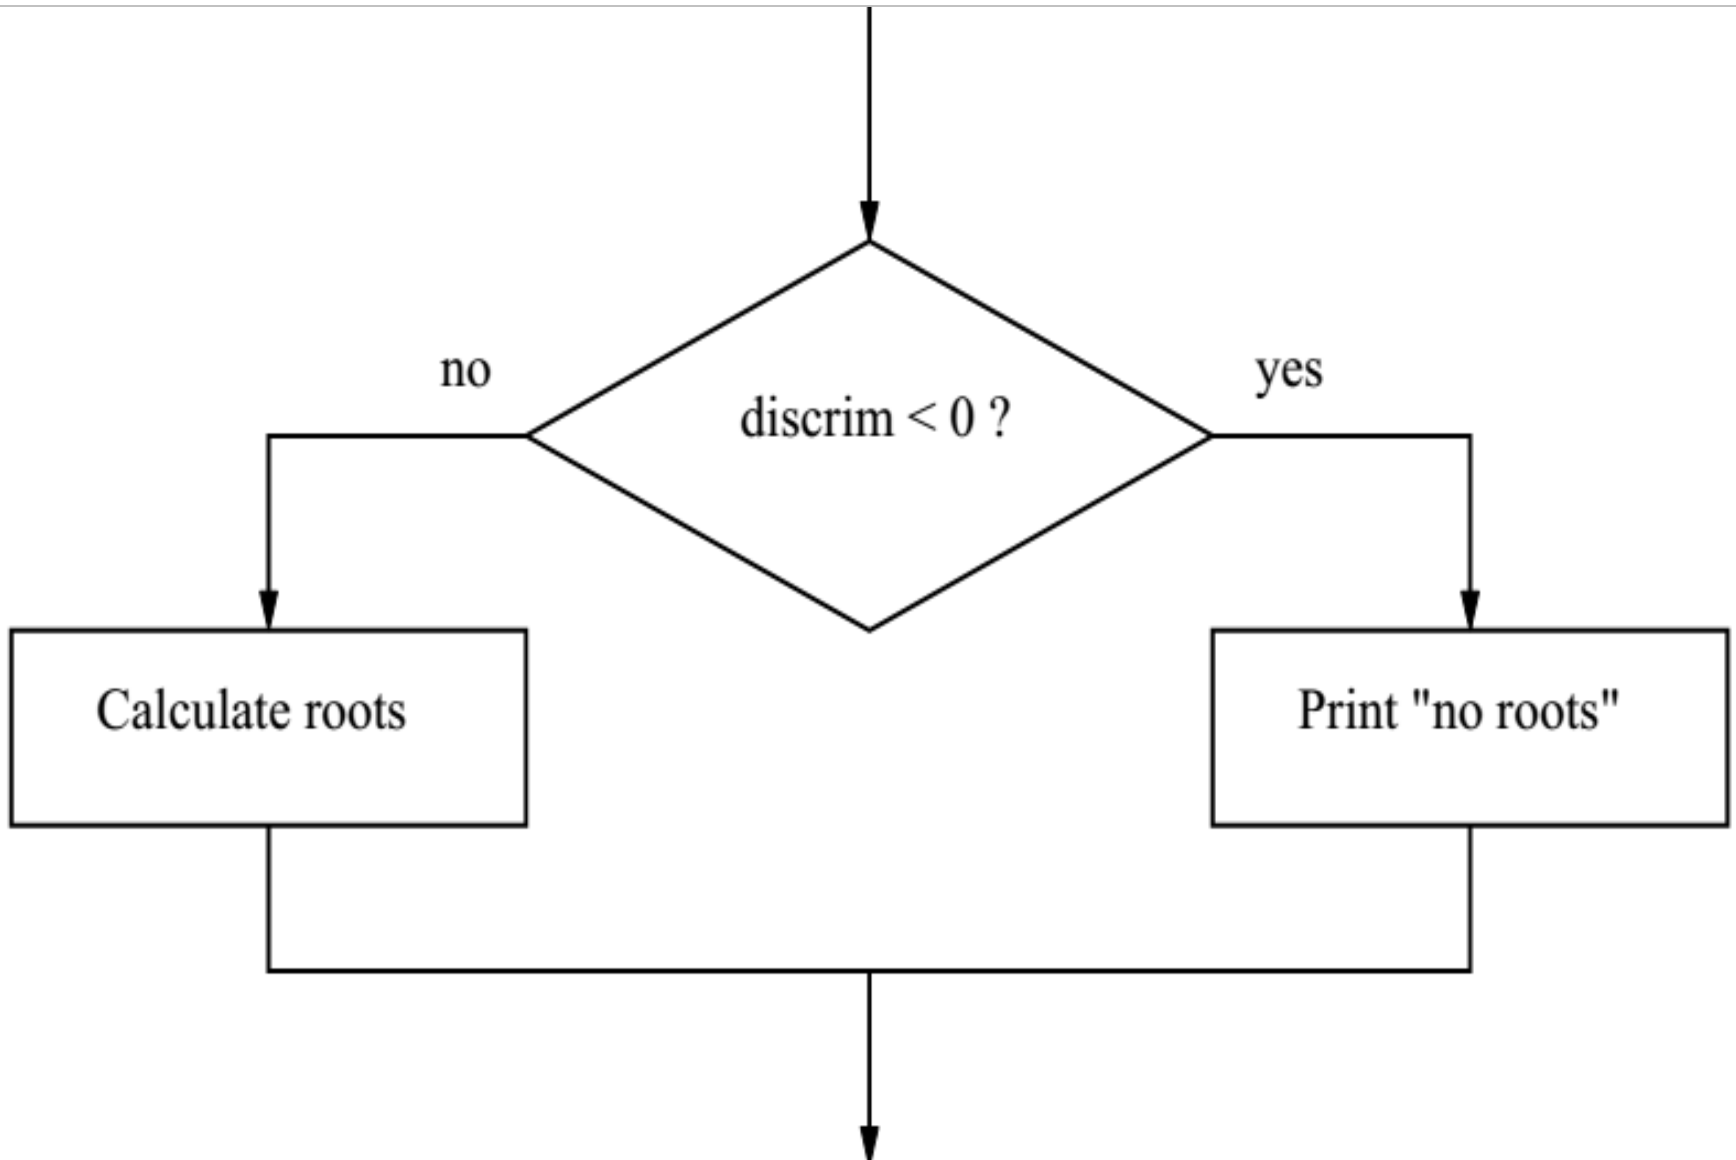 no
yes
discrim < 0 ?
Calculate roots
Print "no roots"